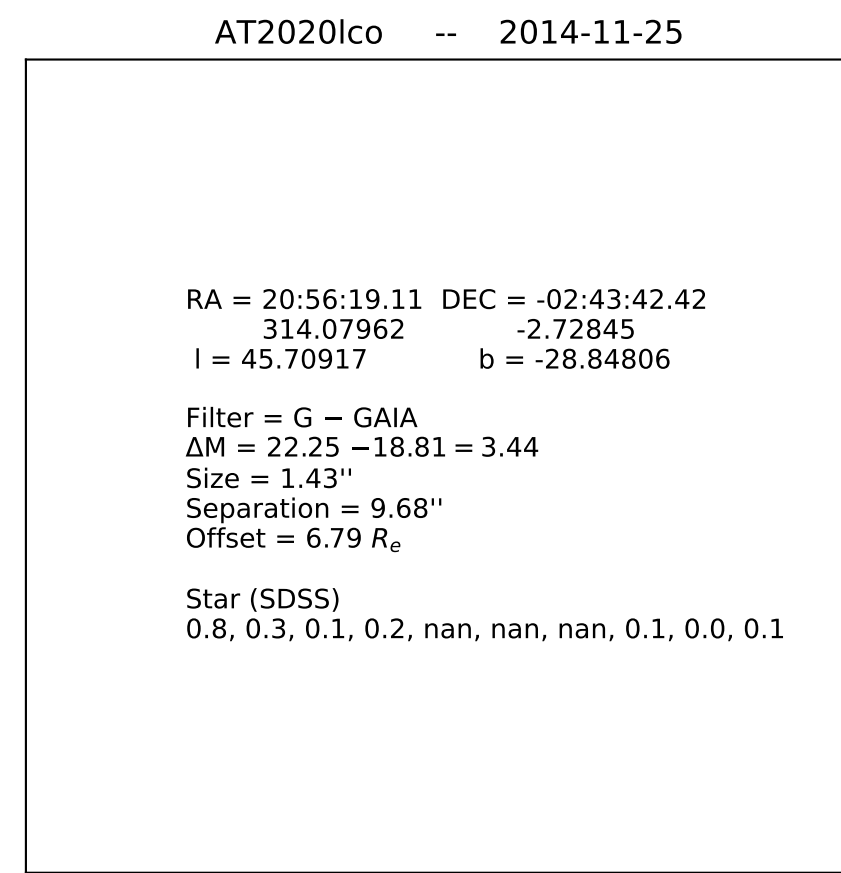 AT2020lco -- 2014-11-25
RA = 20:56:19.11 DEC = -02:43:42.42
314.07962 -2.72845
l = 45.70917 b = -28.84806
Filter = G − GAIA
ΔM = 22.25 −18.81 = 3.44
Size = 1.43''
Separation = 9.68''
Offset = 6.79 Re
Star (SDSS)
0.8, 0.3, 0.1, 0.2, nan, nan, nan, 0.1, 0.0, 0.1